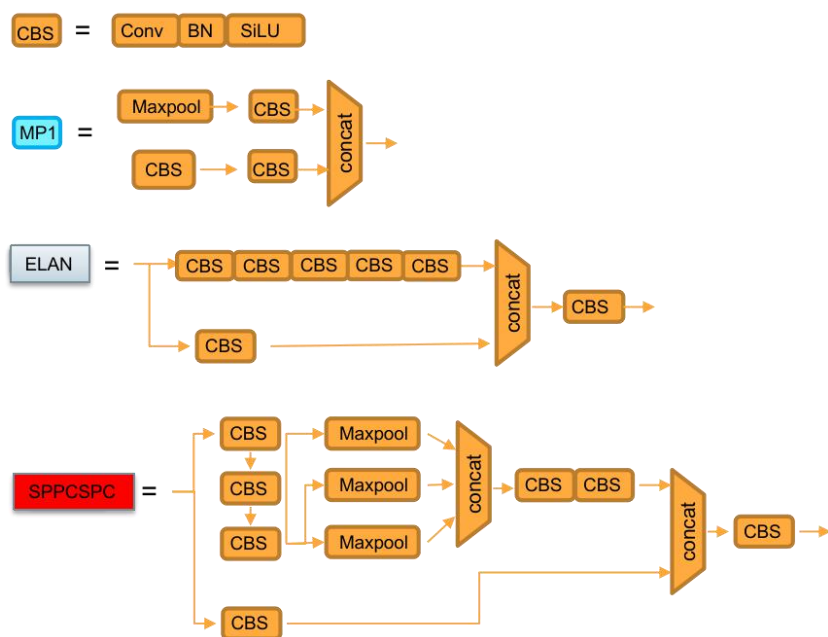 CBS = Conv BN SiLU
Maxpool CBS
MP1 = concat
CBS CBS
ELAN = CBS CBS CBS CBS CBS
concat CBS
CBS
CBS Maxpool
SPPCSPC = CBS Maxpool concat CBS CBS
CBS Maxpool concat CBS
CBS